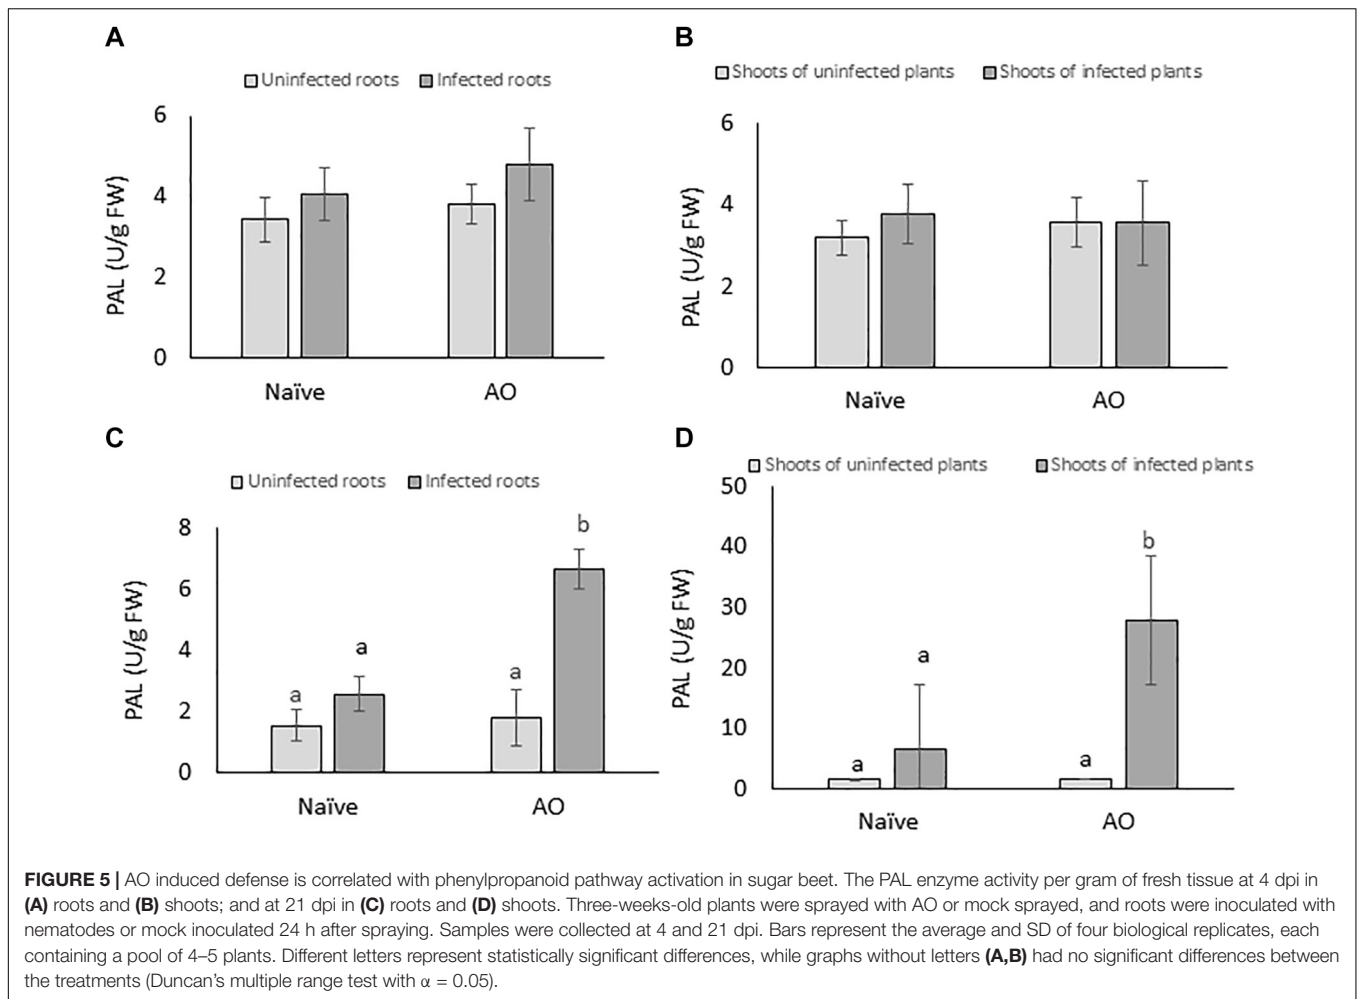 A
Uninfected roots Infected roots
6
4
2
0
PAL (U/g FW)
Naïve AO
B
Shoots of uninfected plants Shoots of infected plants
6
4
2
0
PAL (U/g FW)
Naïve AO
C
Uninfected roots Infected roots
8
6
4
2
0
PAL (U/g FW)
a a a b
Naïve AO
D
Shoots of uninfected plants Shoots of infected plants
50
40
30
20
10
0
PAL (U/g FW)
a a a b
Naïve AO
FIGURE 5 | AO induced defense is correlated with phenylpropanoid pathway activation in sugar beet. The PAL enzyme activity per gram of fresh tissue at 4 dpi in
(A) roots and (B) shoots; and at 21 dpi in (C) roots and (D) shoots. Three-weeks-old plants were sprayed with AO or mock sprayed, and roots were inoculated with
nematodes or mock inoculated 24 h after spraying. Samples were collected at 4 and 21 dpi. Bars represent the average and SD of four biological replicates, each
containing a pool of 4–5 plants. Different letters represent statistically significant differences, while graphs without letters (A,B) had no significant differences between
the treatments (Duncan's multiple range test with α = 0.05).